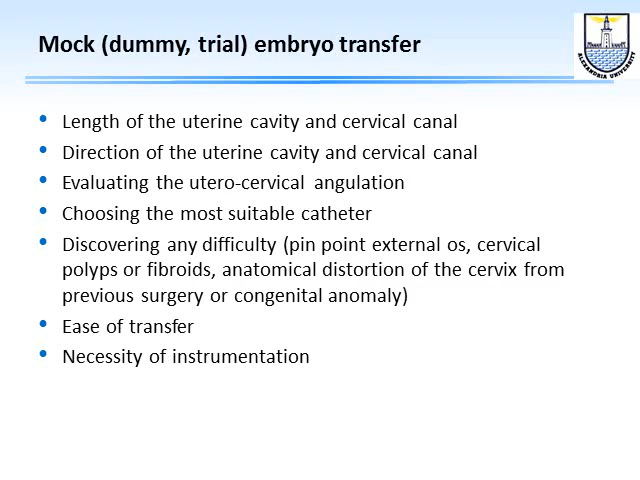 Mock (dummy, trial) embryo transfer
ALEXANDRIA UNIVERSITY
• Length of the uterine cavity and cervical canal
• Direction of the uterine cavity and cervical canal
• Evaluating the utero-cervical angulation
• Choosing the most suitable catheter
• Discovering any difficulty (pin point external os, cervical
polyps or fibroids, anatomical distortion of the cervix from
previous surgery or congenital anomaly)
• Ease of transfer
• Necessity of instrumentation